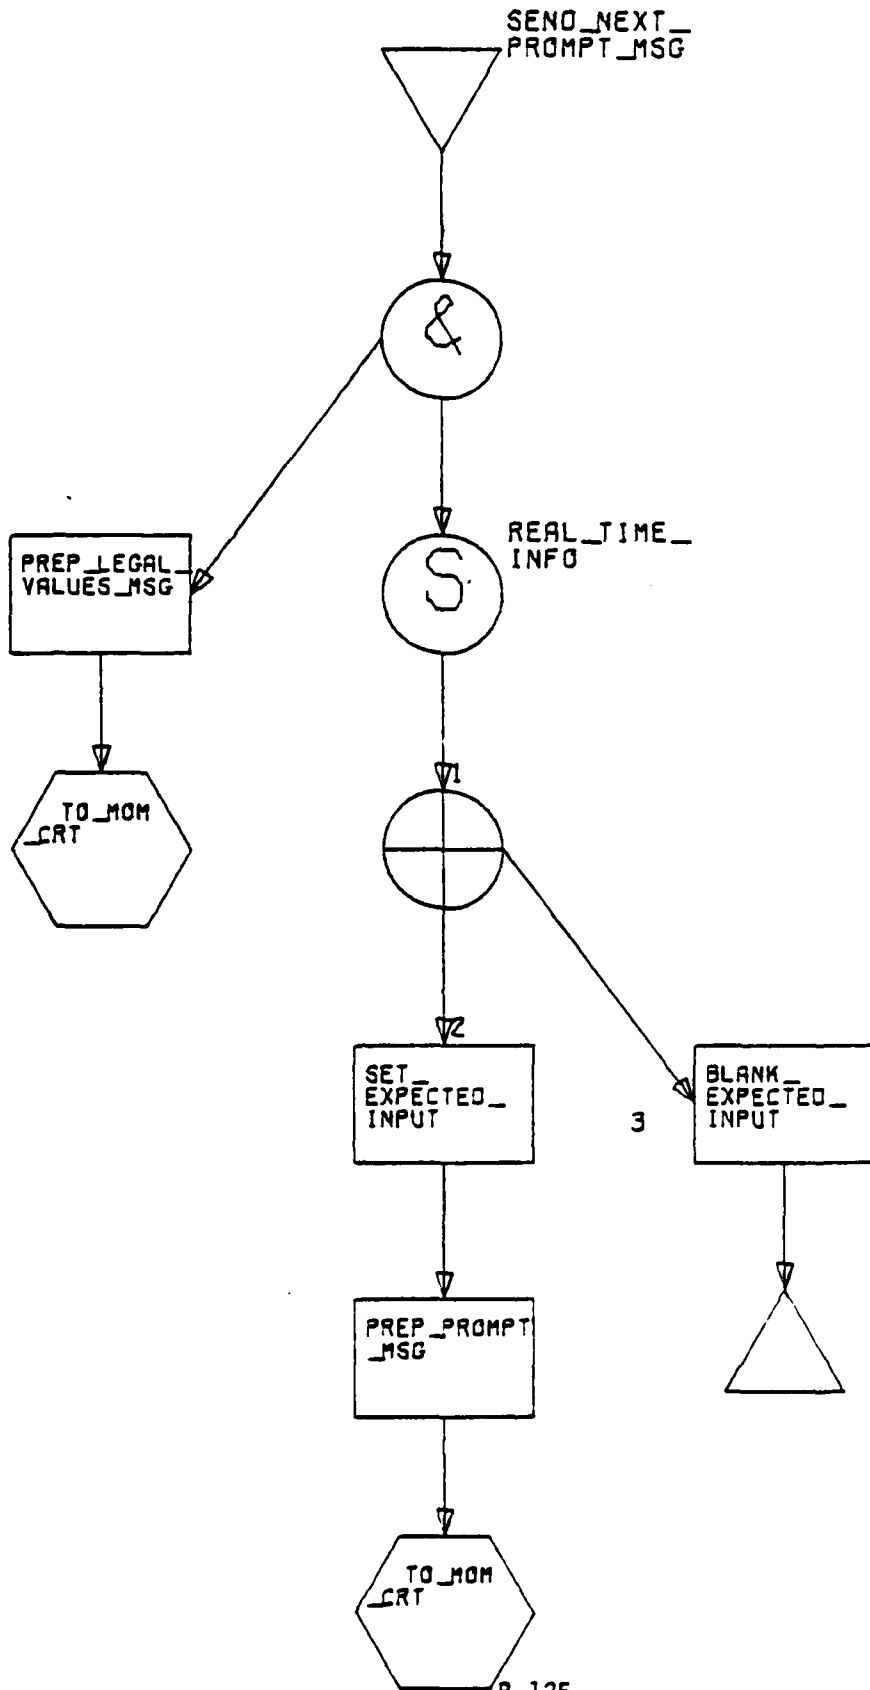 SEND_NEXT_
PROMPT_MSG
&
REAL_TIME_
INFO
S
PREP_LEGAL_
VALUES_MSG
TO_MOM
_CRT
1
2
SET_
EXPECTED_
INPUT
3
BLANK_
EXPECTED_
INPUT
PREP_PROMPT
_MSG
TO_MOM
_CRT